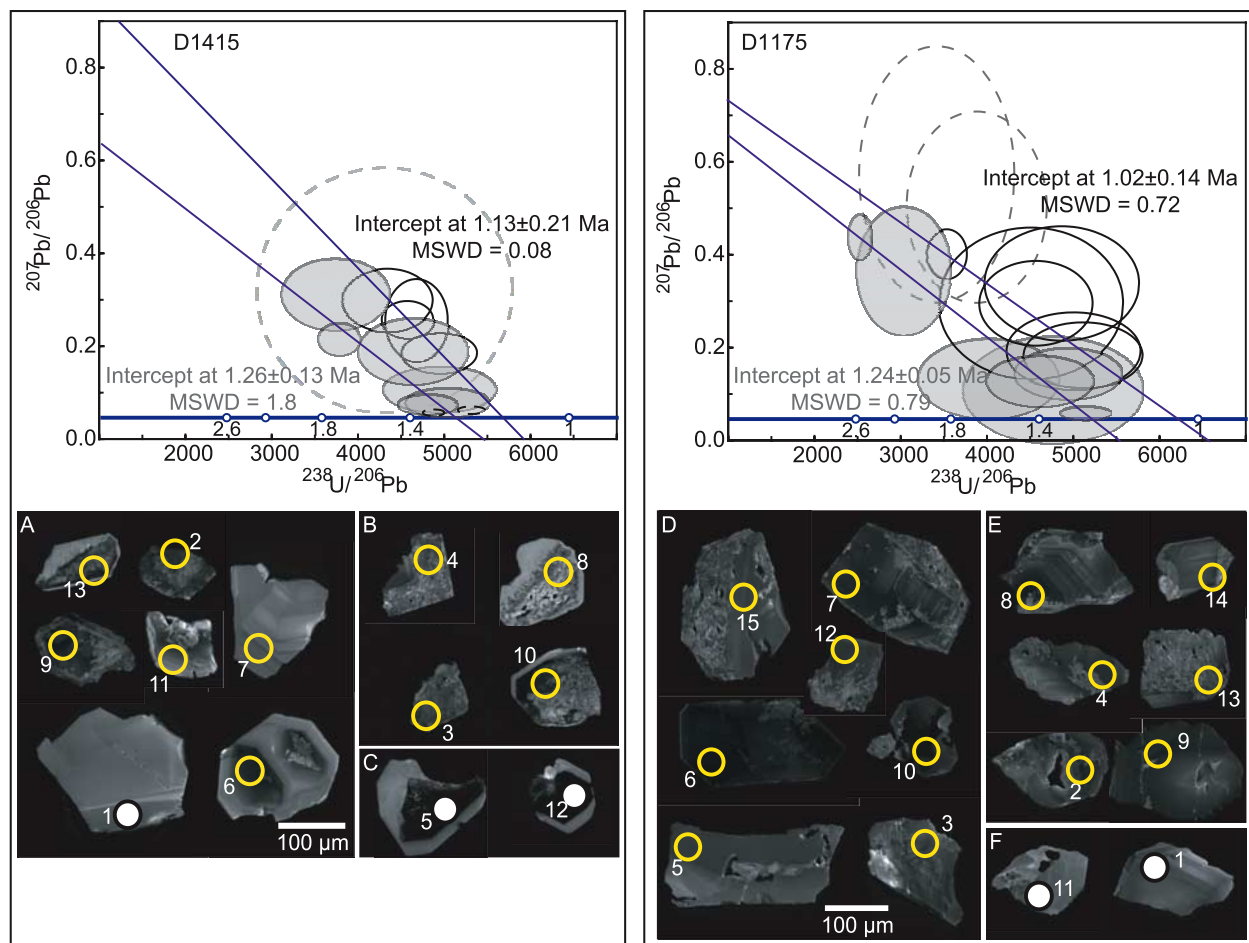 D1415
0.8
0.6
0.4
0.2
0.0
207Pb/206Pb
Intercept at 1.13±0.21 Ma
MSWD = 0.08
Intercept at 1.26±0.13 Ma
MSWD = 1.8
2.6
1.8
1.4
1
2000
3000
4000
5000
6000
238U/206Pb
D1175
0.8
0.6
0.4
0.2
0.0
207Pb/206Pb
Intercept at 1.02±0.14 Ma
MSWD = 0.72
Intercept at 1.24±0.05 Ma
MSWD = 0.79
2.6
1.8
1.4
1
2000
3000
4000
5000
6000
238U/206Pb
A
13
2
9
11
7
1
6
100 µm
B
4
8
3
10
C
5
12
D
15
7
12
6
10
5
3
100 µm
E
8
14
4
13
2
9
F
11
1